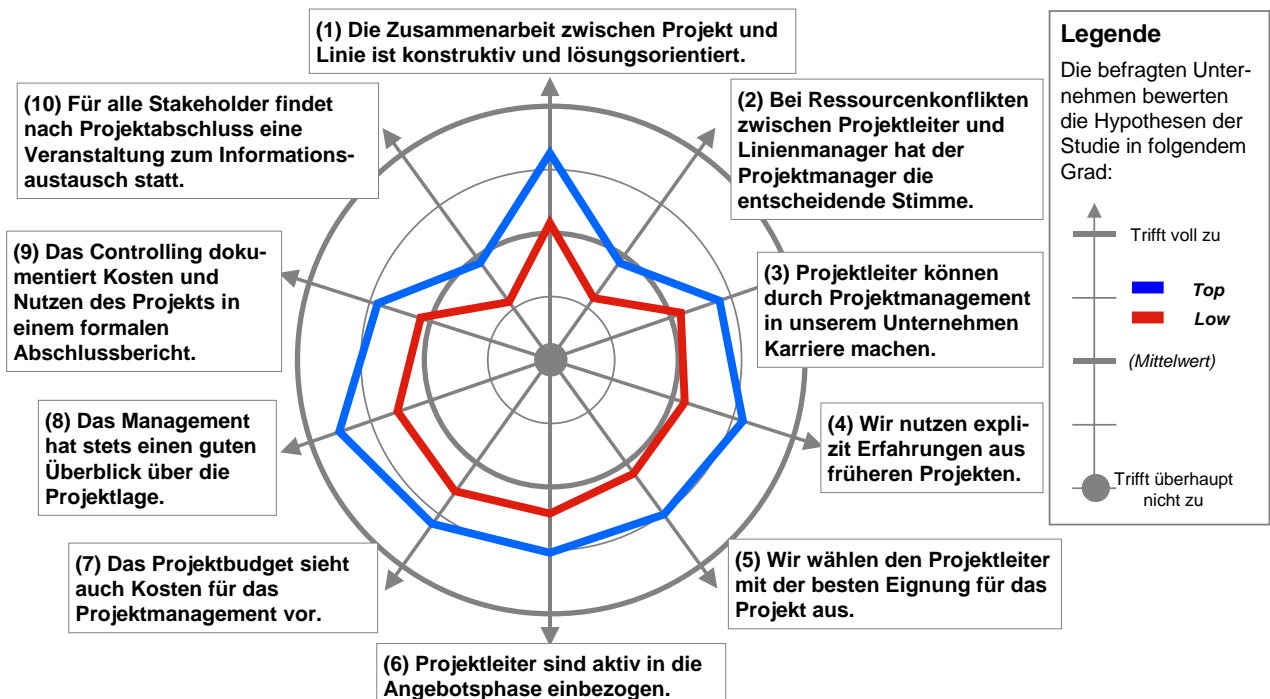 (1) Die Zusammenarbeit zwischen Projekt und
Linie ist konstruktiv und lösungsorientiert.
(2) Bei Ressourcenkonflikten
zwischen Projektleiter und
Linienmanager hat der
Projektmanager die
entscheidende Stimme.
(3) Projektleiter können
durch Projektmanagement
in unserem Unternehmen
Karriere machen.
(4) Wir nutzen expli-
zit Erfahrungen aus
früheren Projekten.
(5) Wir wählen den Projektleiter
mit der besten Eignung für das
Projekt aus.
(6) Projektleiter sind aktiv in die
Angebotsphase einbezogen.
(7) Das Projektbudget sieht
auch Kosten für das
Projektmanagement vor.
(8) Das Management
hat stets einen guten
Überblick über die
Projektlage.
(9) Das Controlling doku-
mentiert Kosten und
Nutzen des Projekts in
einem formalen
Abschlussbericht.
(10) Für alle Stakeholder findet
nach Projektabschluss eine
Veranstaltung zum Informations-
austausch statt.
Legende
Die befragten Unter-
nehmen bewerten
die Hypothesen der
Studie in folgendem
Grad:
Trifft voll zu
Top
Low
(Mittelwert)
Trifft überhaupt
nicht zu